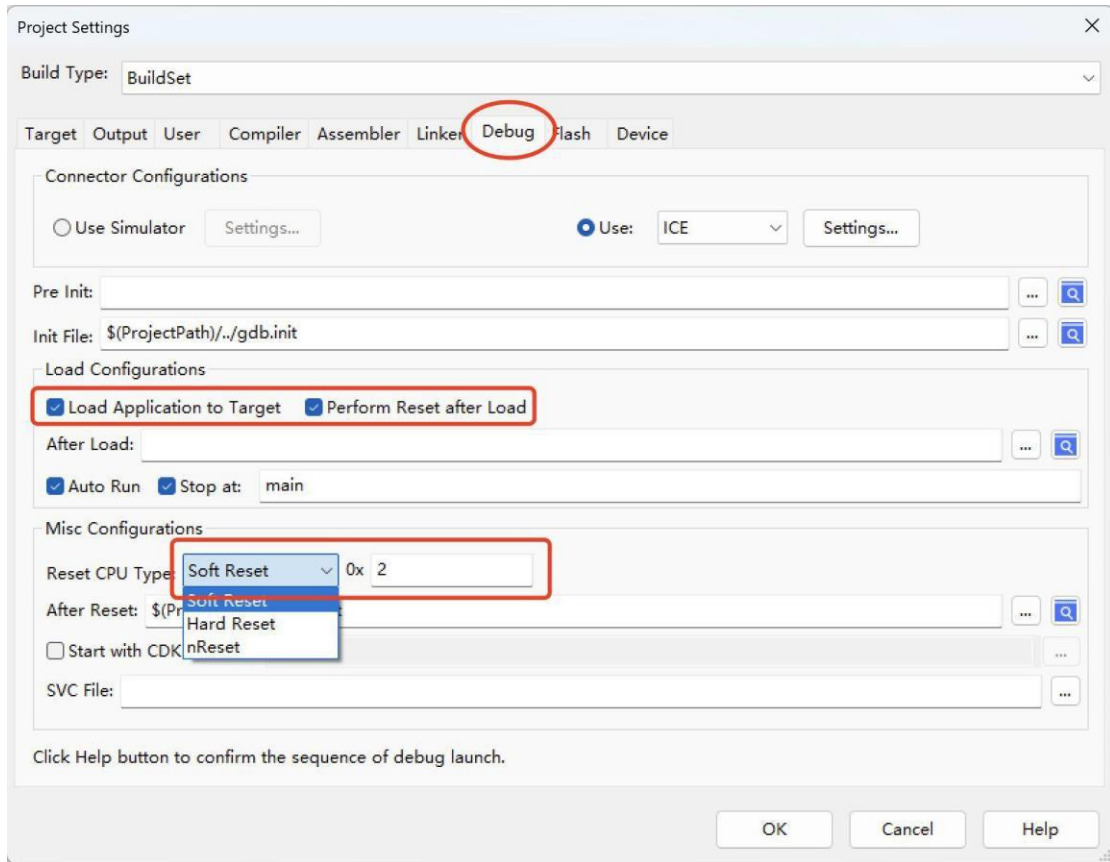 Project Settings
Build Type: BuildSet
Target Output User Compiler Assembler Linker Debug Flash Device
Connector Configurations
Use Simulator Settings... Use: ICE Settings...
Pre Init: ...
Init File: $(ProjectPath)/../gdb.init ...
Load Configurations
Load Application to Target Perform Reset after Load
After Load: ...
Auto Run Stop at: main
Misc Configurations
Reset CPU Type: Soft Reset 0x 2
Soft Reset
After Reset: $(Pr ...
Hard Reset
nReset
Start with CDK ...
SVC File: ...
Click Help button to confirm the sequence of debug launch.
OK Cancel Help